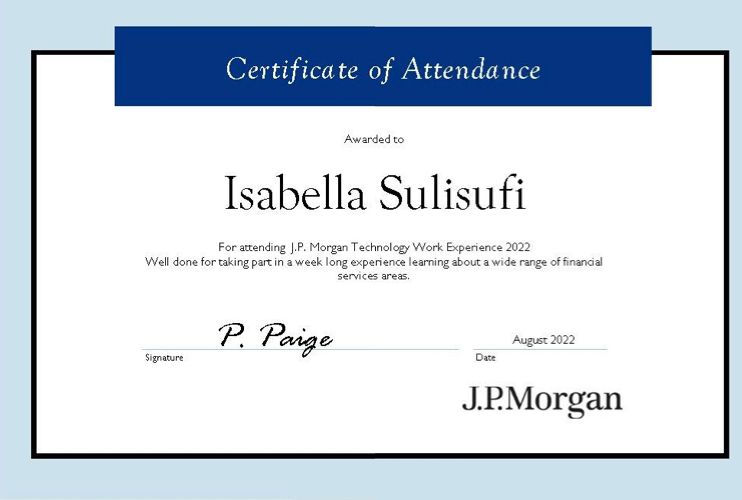 Certificate of Attendance
Awarded to
Isabella Sulisufi
For attending J.P. Morgan Technology Work Experience 2022
Well done for taking part in a week long experience learning about a wide range of financial
services areas.
P. Paige
August 2022
Signature
Date
J.P.Morgan